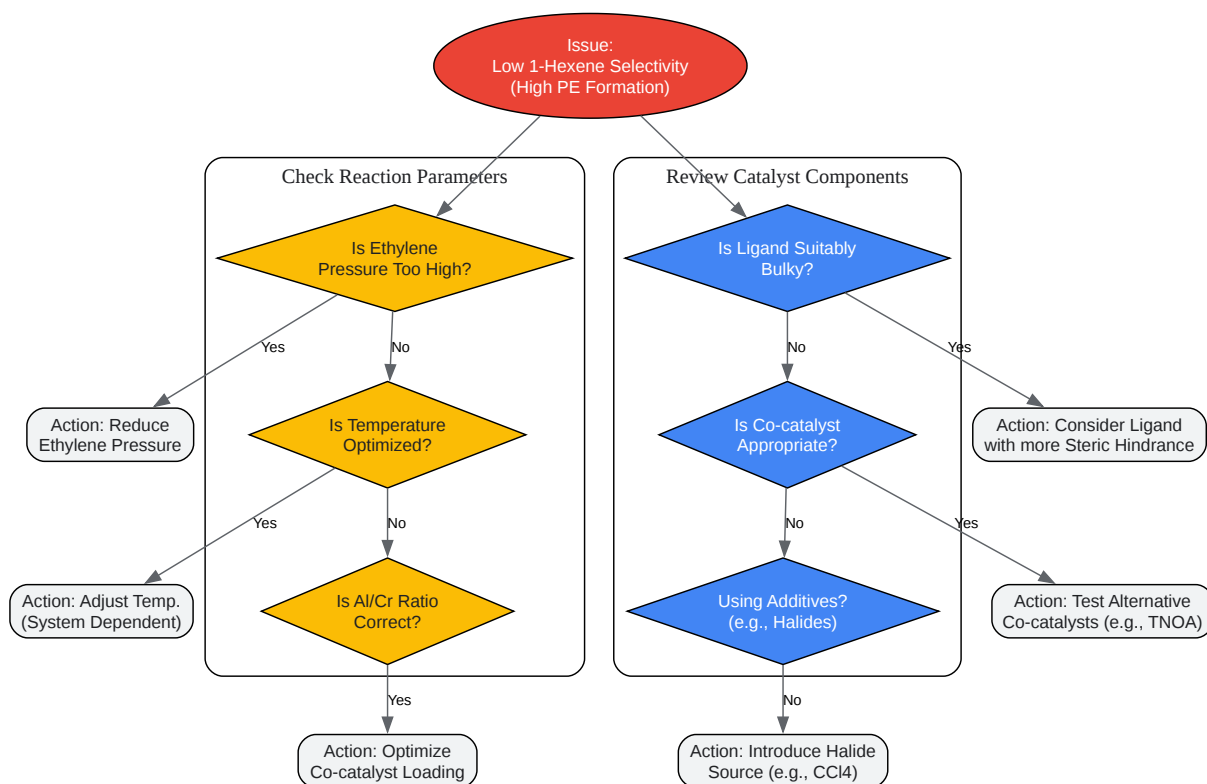 Issue:
Low 1-Hexene Selectivity
(High PE Formation)
Check Reaction Parameters
Is Ethylene
Pressure Too High?
Yes
No
Action: Reduce
Ethylene Pressure
Is Temperature
Optimized?
Yes
No
Action: Adjust Temp.
(System Dependent)
Is Al/Cr Ratio
Correct?
Yes
Action: Optimize
Co-catalyst Loading
Review Catalyst Components
Is Ligand Suitably
Bulky?
No
Yes
Is Co-catalyst
Appropriate?
Action: Consider Ligand
with more Steric Hindrance
No
Yes
Using Additives?
(e.g., Halides)
Action: Test Alternative
Co-catalysts (e.g., TNOA)
No
Action: Introduce Halide
Source (e.g., CCl4)